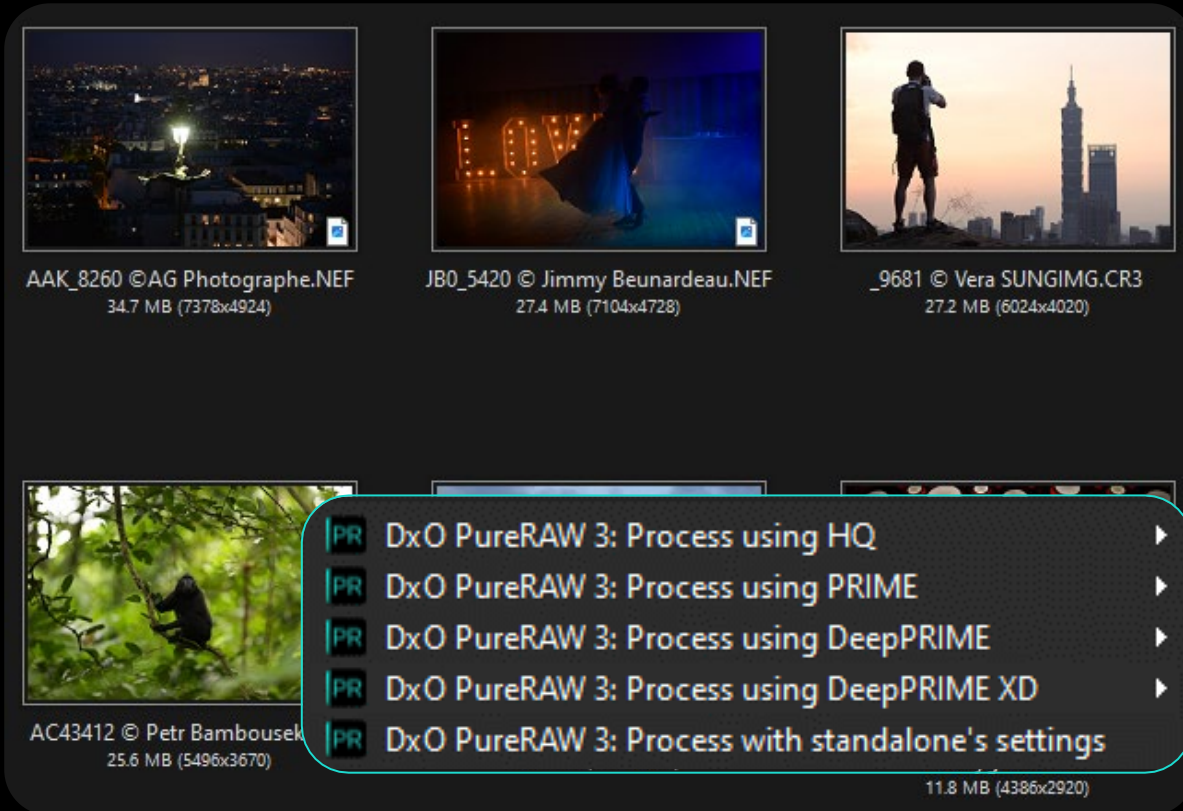 LOVE
AAK_8260 ©AG Photographe.NEF
34.7 MB (7378x4924)
JB0_5420 © Jimmy Beunardeau.NEF
27.4 MB (7104x4728)
_9681 © Vera SUNGIMG.CR3
27.2 MB (6024x4020)
PR DxO PureRAW 3: Process using HQ
PR DxO PureRAW 3: Process using PRIME
PR DxO PureRAW 3: Process using DeepPRIME
PR DxO PureRAW 3: Process using DeepPRIME XD
PR DxO PureRAW 3: Process with standalone's settings
AC43412 © Petr Bambousek
25.6 MB (5496x3670)
11.8 MB (4386x2920)